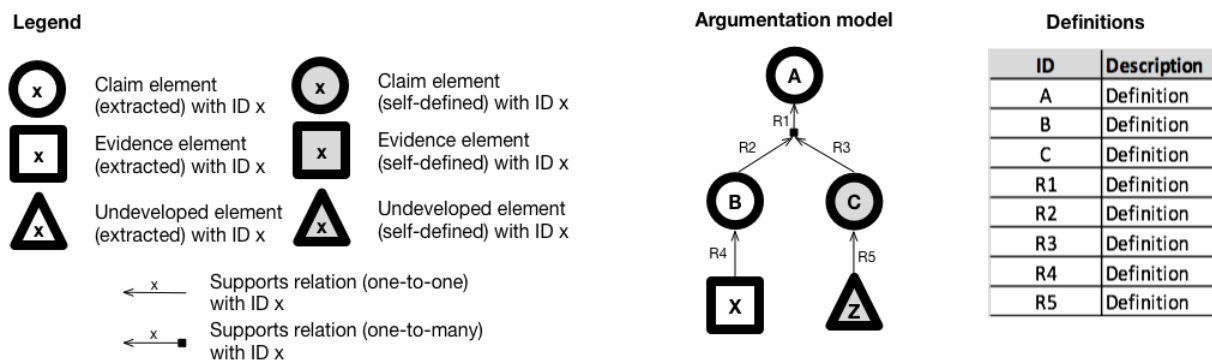 Legend
x
Claim element
(extracted) with ID x
x
Claim element
(self-defined) with ID x
x
Evidence element
(extracted) with ID x
x
Evidence element
(self-defined) with ID x
x
Undeveloped element
(extracted) with ID x
x
Undeveloped element
(self-defined) with ID x
x
Supports relation (one-to-one)
with ID x
x
Supports relation (one-to-many)
with ID x
Argumentation model
A
R1
R2
R3
B
C
R4
R5
X
Z
Definitions
ID Description
A Definition
B Definition
C Definition
R1 Definition
R2 Definition
R3 Definition
R4 Definition
R5 Definition